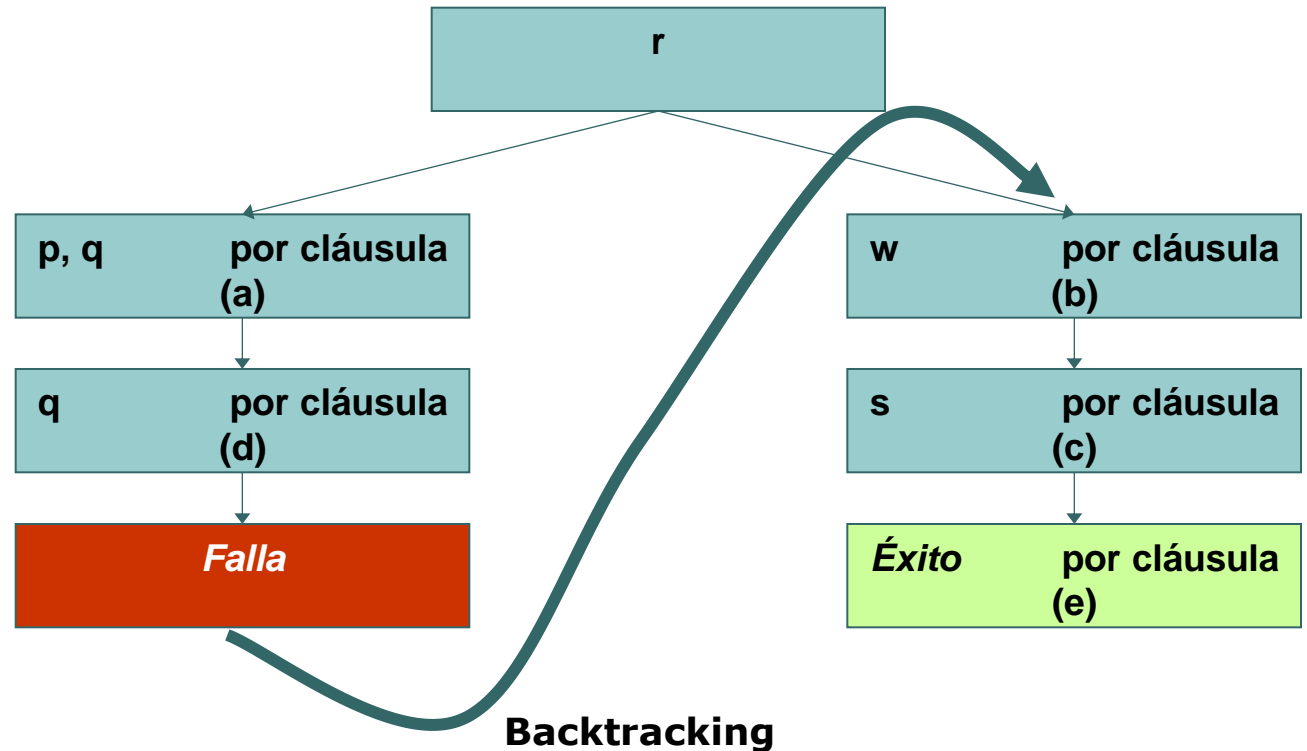 r
p, q por cláusula
(a)
w por cláusula
(b)
q por cláusula
(d)
s por cláusula
(c)
Falla
Éxito por cláusula
(e)
Backtracking